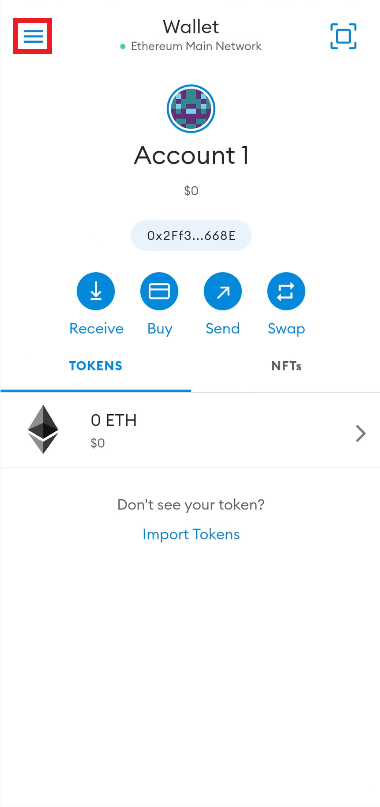 Wallet
Ethereum Main Network
Account 1
$0
0x2Ff3...668E
Receive Buy Send Swap
TOKENS NFTs
0 ETH
$0
Don't see your token?
Import Tokens